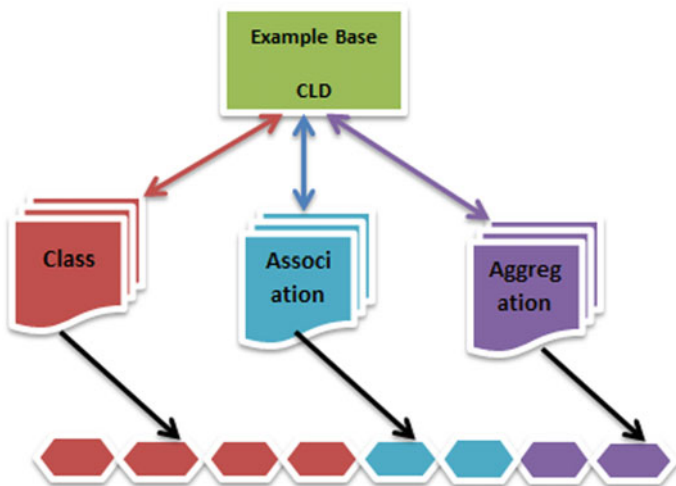 Example Base
CLD
Class
Associ
ation
Aggreg
ation